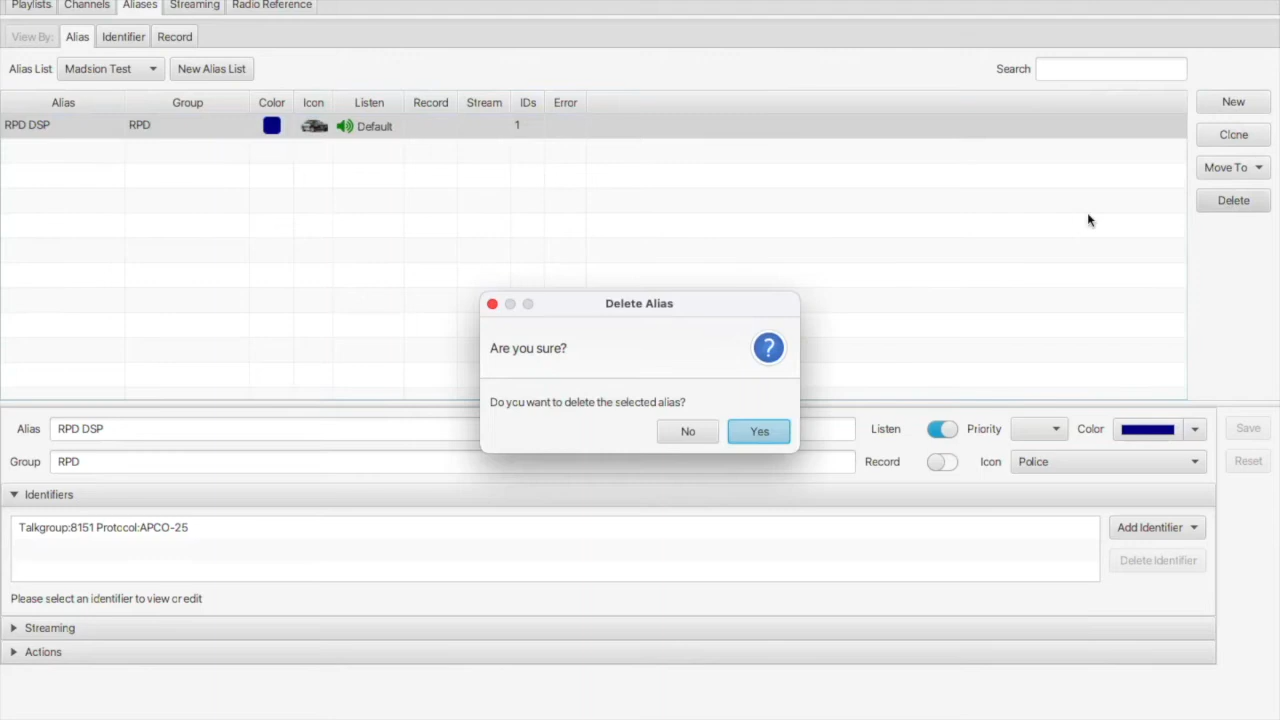 Playlists Channels Aliases Streaming Radio Reference
View By: Alias Identifier Record
Alias List Madsion Test New Alias List Search
Alias Group Color Icon Listen Record Stream IDs Error
New
RPD DSP RPD Default 1
Clone
Move To
Delete
Delete Alias
Are you sure?
?
Do you want to delete the selected alias?
No Yes
Alias RPD DSP Listen Priority Color Save
Group RPD Record Icon Police Reset
Identifiers
Talkgroup:8151 Protocol:APCO-25 Add Identifier
Delete Identifier
Please select an identifier to view or edit
Streaming
Actions